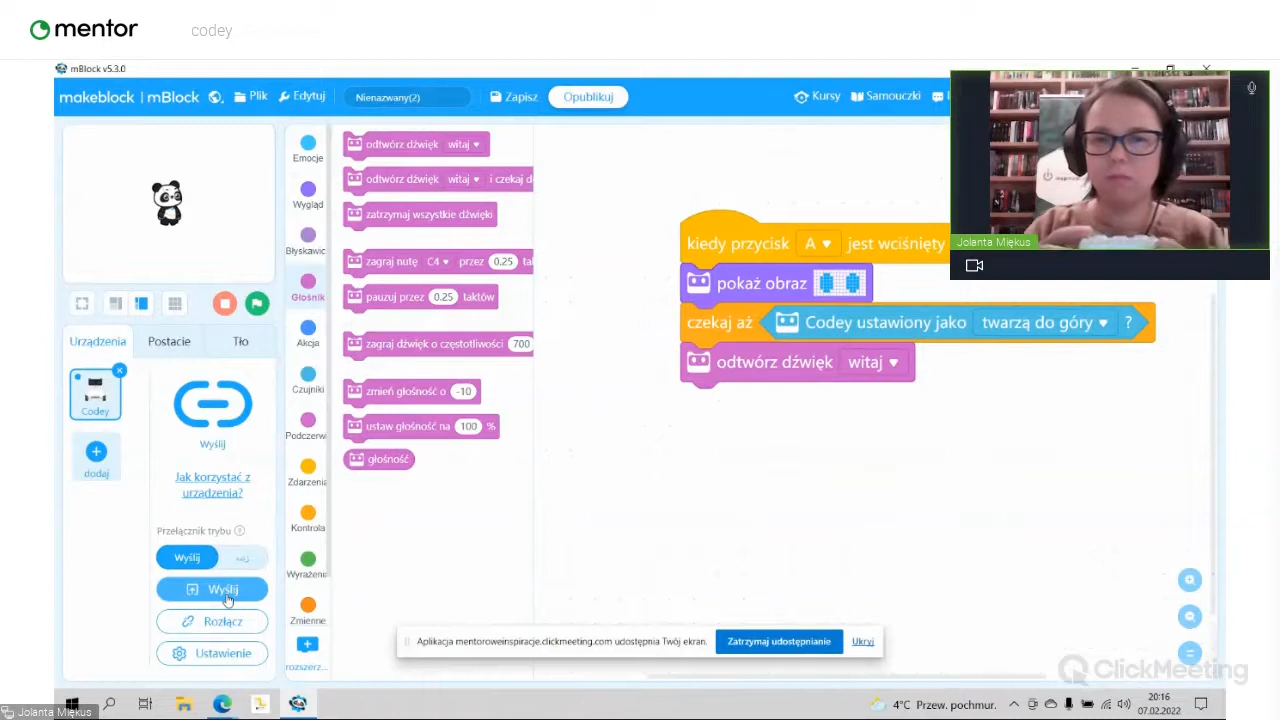 mentor codey
mBlock v5.3.0
makeblock | mBlock Plik Edytuj Nienazwany(2) Zapisz Opublikuj Kursy Samouczki
Emocje
Wygląd
Błyskawic
Głośnik
Akcja
Czujniki
Podczerw
Zdarzenia
Kontrola
Wyrażenia
Zmienne
rozszerz...
odtwórz dźwięk witaj
odtwórz dźwięk witaj i czekaj do
zatrzymaj wszystkie dźwięki
zagraj nutę C4 przez 0.25 tak
pauzuj przez 0.25 taktów
zagraj dźwięk o częstotliwości 700
zmień głośność o -10
ustaw głośność na 100 %
głośność
kiedy przycisk A jest wciśnięty
pokaż obraz
czekaj aż Codey ustawiony jako twarzą do góry ?
odtwórz dźwięk witaj
Jolanta Miękus
Urządzenia Postacie Tło
Codey
dodaj
Wyślij
Jak korzystać z
urządzenia?
Przełącznik trybu
Wyślij
Wyślij
Rozłącz
Ustawienie
Aplikacja mentoroweinspiracje.clickmeeting.com udostępnia Twój ekran. Zatrzymaj udostępnianie Ukryj
ClickMeeting
4°C Przew. pochmur. 20:16
07.02.2022
Jolanta Miękus